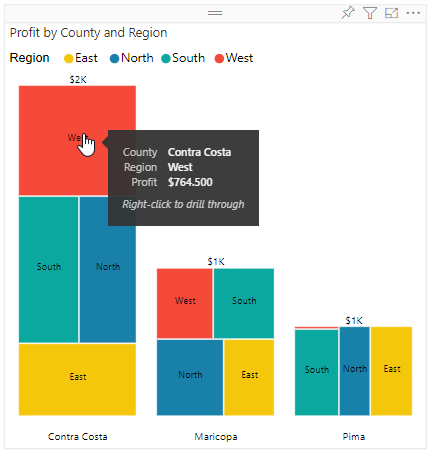 Profit by County and Region
Region East North South West
$2K
County Contra Costa
Region West
Profit $764.500
Right-click to drill through
South North
East
Contra Costa
$1K
West South
North East
Maricopa
$1K
South North East
Pima